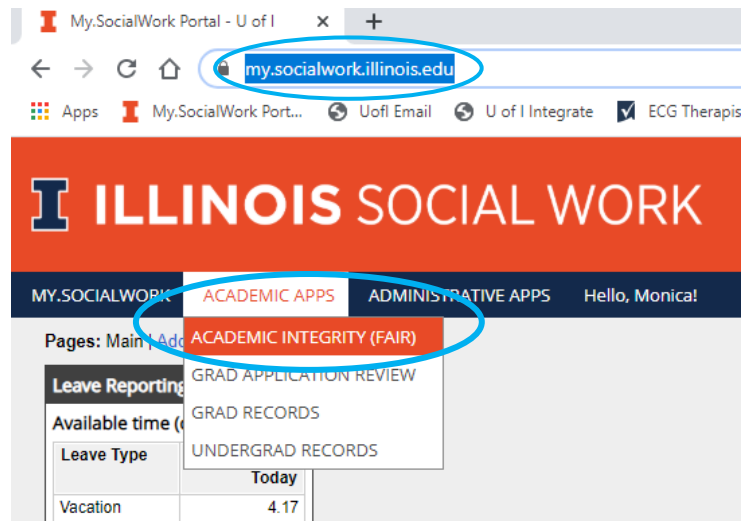 My.SocialWork Portal - U of I
my.socialwork.illinois.edu
Apps My.SocialWork Port... UofI Email U of I Integrate ECG Therapis
ILLINOIS SOCIAL WORK
MY.SOCIALWORK ACADEMIC APPS ADMINISTRATIVE APPS Hello, Monica!
Pages: Main | Add
ACADEMIC INTEGRITY (FAIR)
GRAD APPLICATION REVIEW
GRAD RECORDS
UNDERGRAD RECORDS
Leave Reporting
Available time (
Leave Type
Today
Vacation 4.17